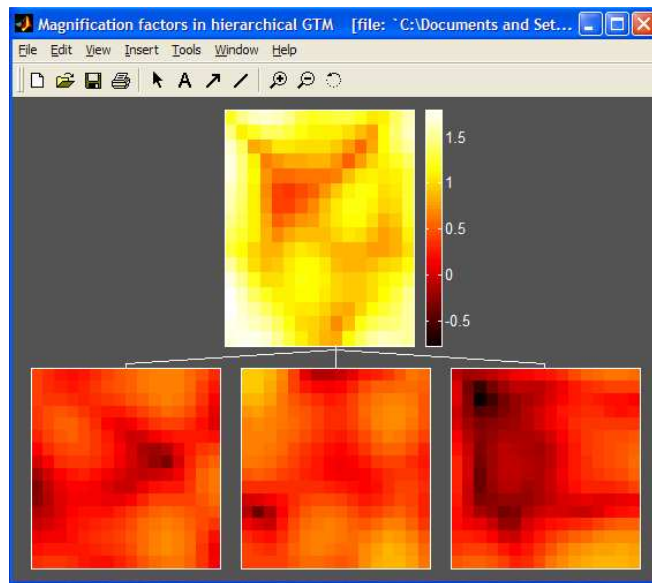 Magnification factors in hierarchical GTM [file: `C:\Documents and Set...
File Edit View Insert Tools Window Help
A
1.5
1
0.5
0
-0.5